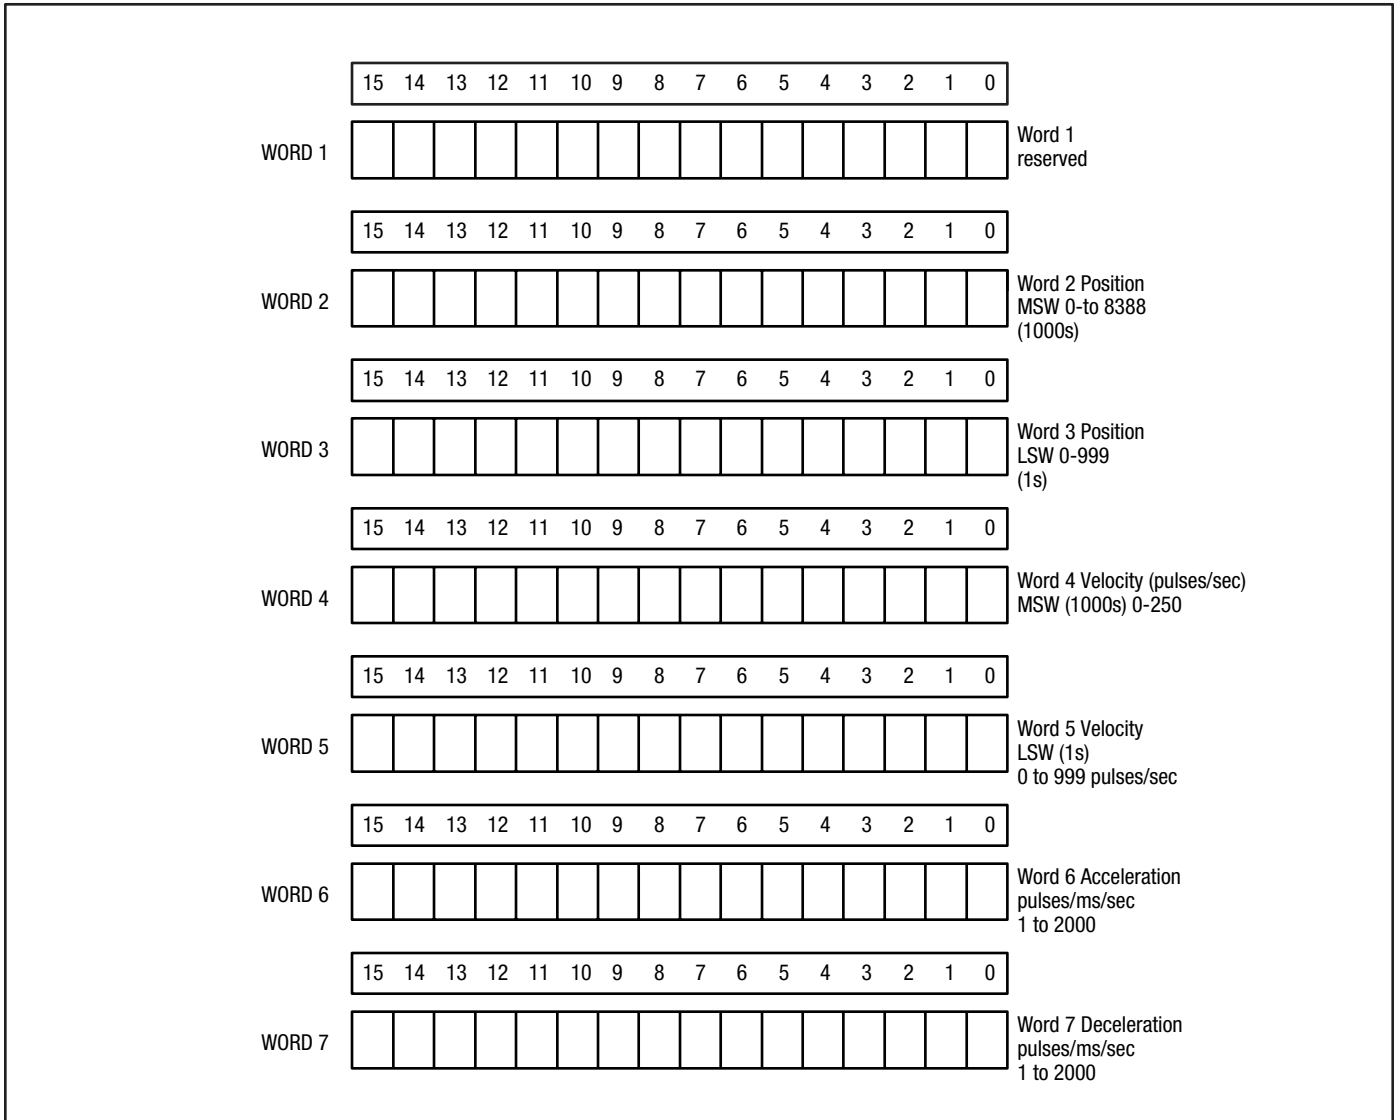 15 14 13 12 11 10 9 8 7 6 5 4 3 2 1 0
WORD 1
Word 1
reserved
15 14 13 12 11 10 9 8 7 6 5 4 3 2 1 0
WORD 2
Word 2 Position
MSW 0-to 8388
(1000s)
15 14 13 12 11 10 9 8 7 6 5 4 3 2 1 0
WORD 3
Word 3 Position
LSW 0-999
(1s)
15 14 13 12 11 10 9 8 7 6 5 4 3 2 1 0
WORD 4
Word 4 Velocity (pulses/sec)
MSW (1000s) 0-250
15 14 13 12 11 10 9 8 7 6 5 4 3 2 1 0
WORD 5
Word 5 Velocity
LSW (1s)
0 to 999 pulses/sec
15 14 13 12 11 10 9 8 7 6 5 4 3 2 1 0
WORD 6
Word 6 Acceleration
pulses/ms/sec
1 to 2000
15 14 13 12 11 10 9 8 7 6 5 4 3 2 1 0
WORD 7
Word 7 Deceleration
pulses/ms/sec
1 to 2000